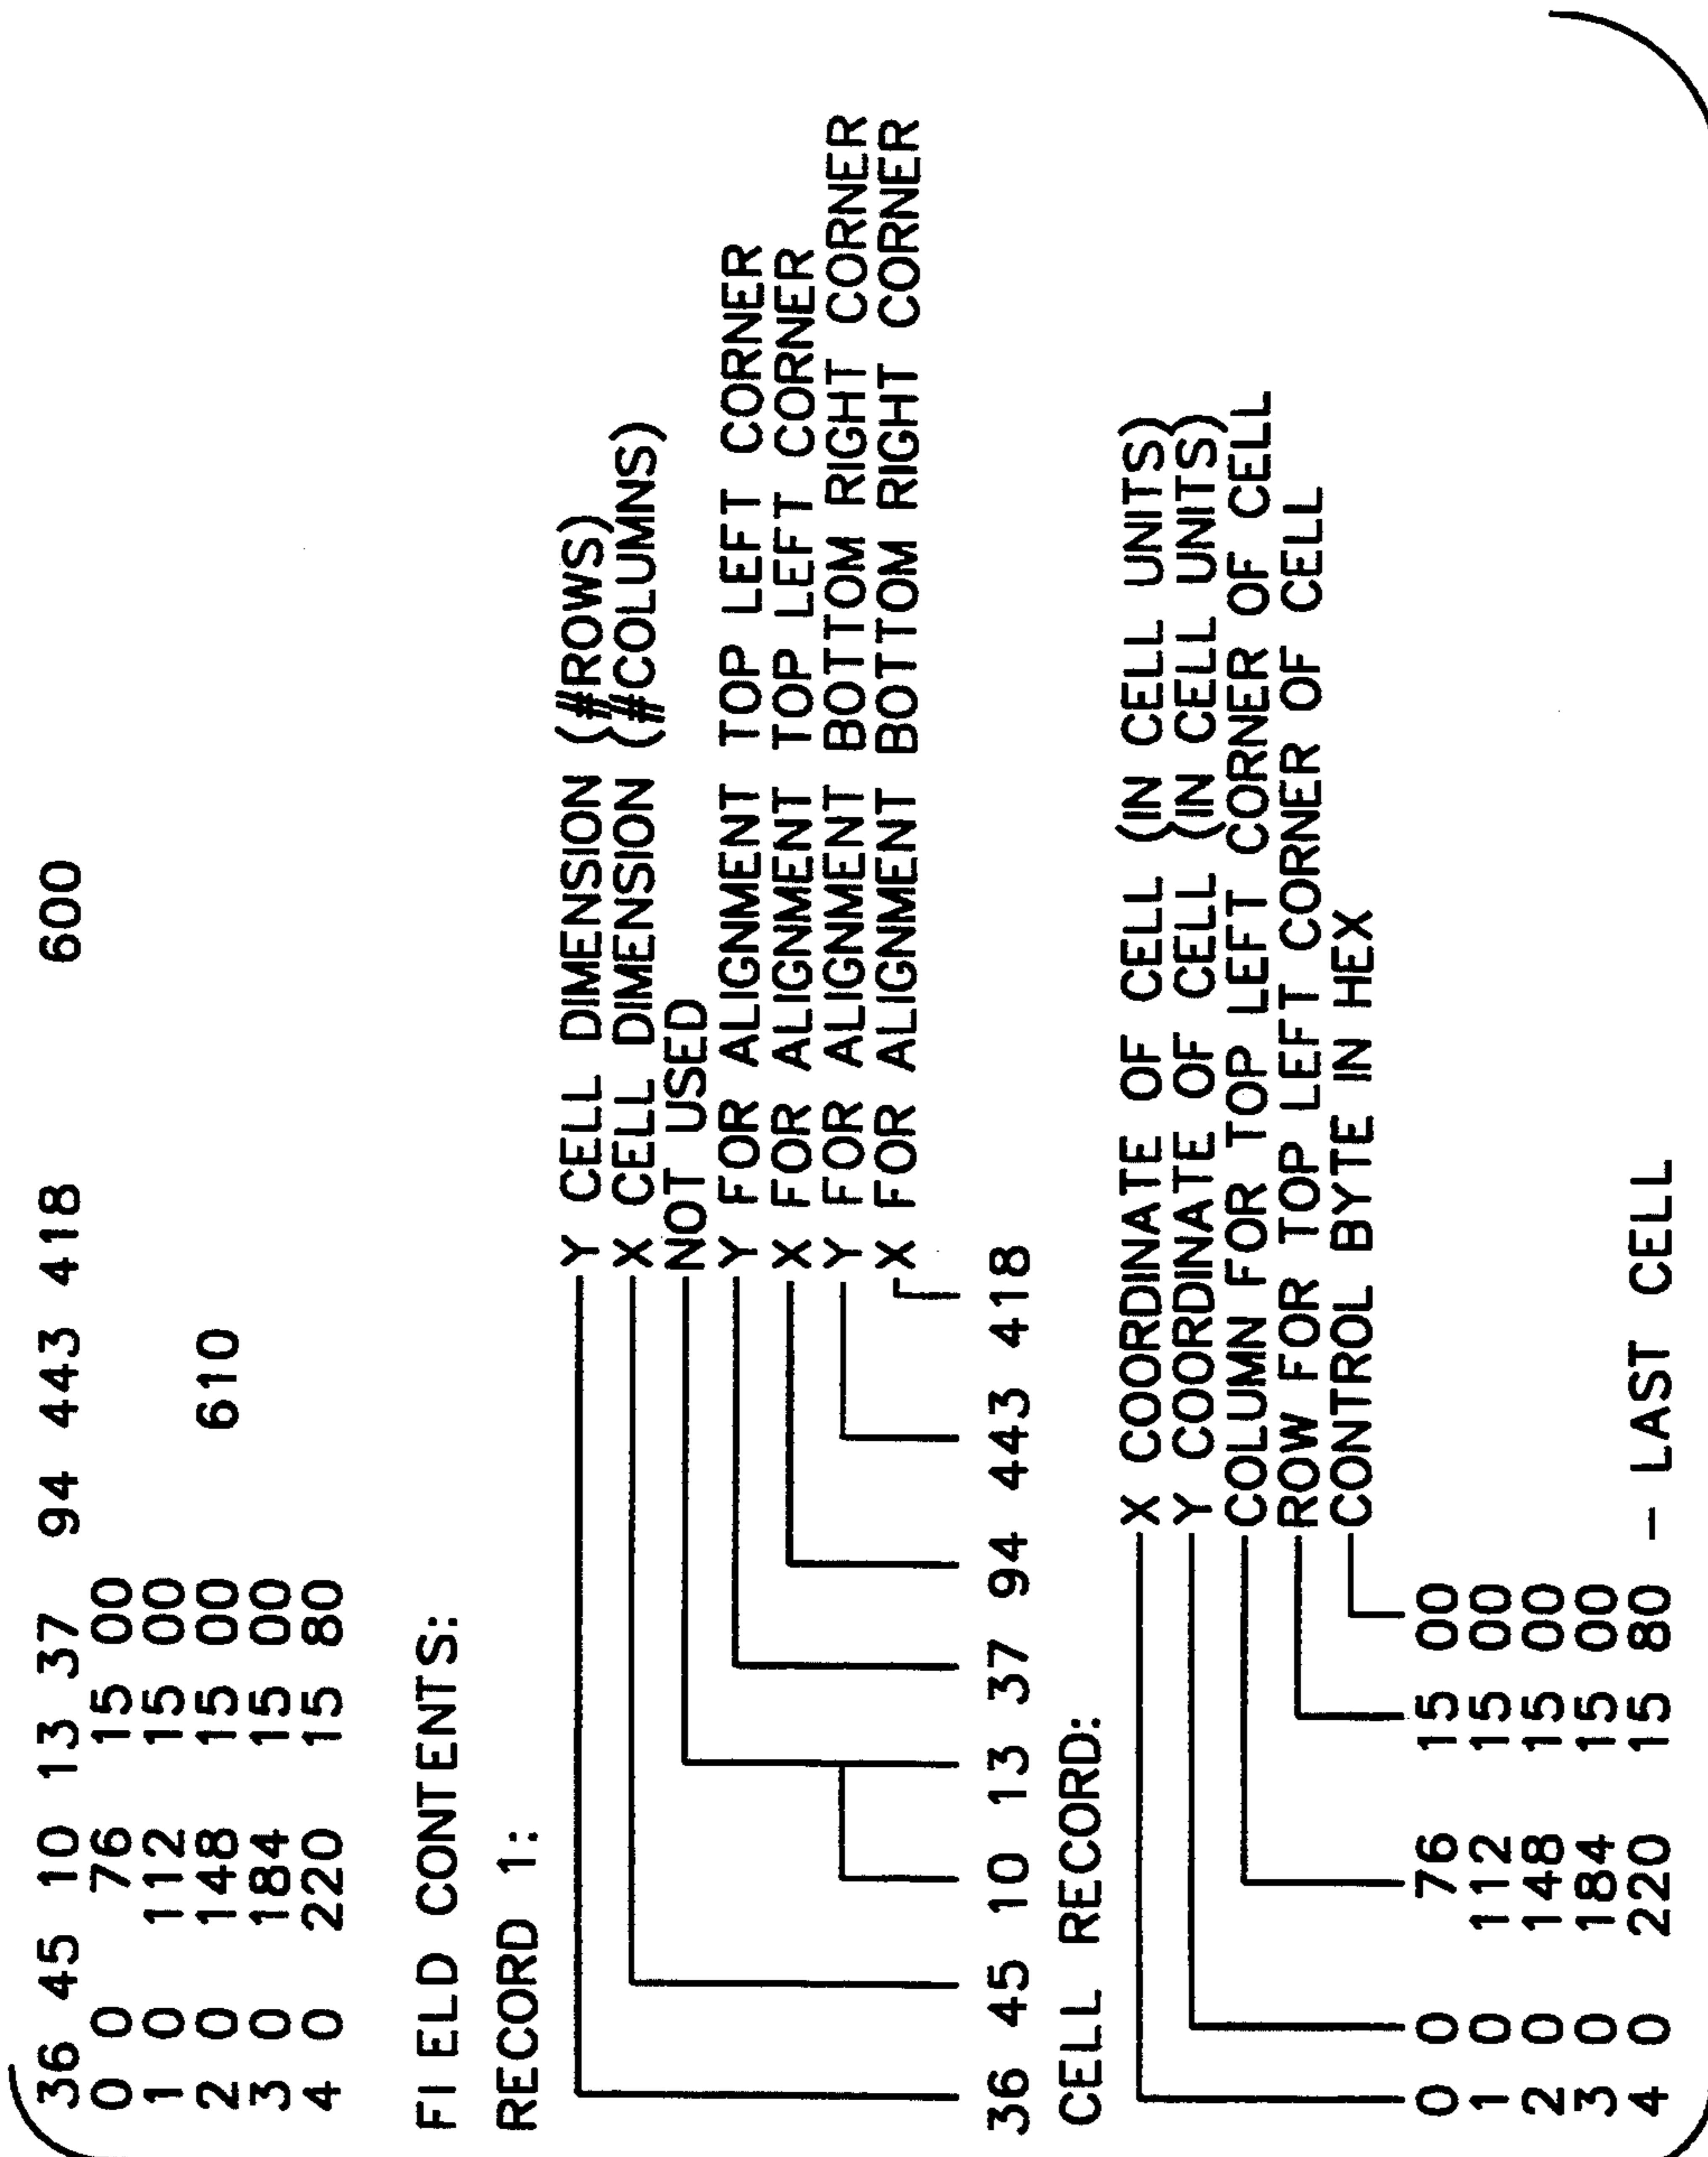 36 45 10 13 37 94 443 418 600
0 0 76 15 00
1 0 112 15 00
2 0 148 15 00 610
3 0 184 15 00
4 0 220 15 80
FIELD CONTENTS:
RECORD 1:
Y CELL DIMENSION (#ROWS)
X CELL DIMENSION (#COLUMNS)
NOT USED
Y FOR ALIGNMENT TOP LEFT CORNER
X FOR ALIGNMENT TOP LEFT CORNER
Y FOR ALIGNMENT BOTTOM RIGHT CORNER
X FOR ALIGNMENT BOTTOM RIGHT CORNER
36 45 10 13 37 94 443 418
CELL RECORD:
X COORDINATE OF CELL (IN CELL UNITS)
Y COORDINATE OF CELL (IN CELL UNITS)
COLUMN FOR TOP LEFT CORNER OF CELL
ROW FOR TOP LEFT CORNER OF CELL
CONTROL BYTE IN HEX
0 0 76 15 00
1 0 112 15 00
2 0 148 15 00
3 0 184 15 00
4 0 220 15 80 - LAST CELL